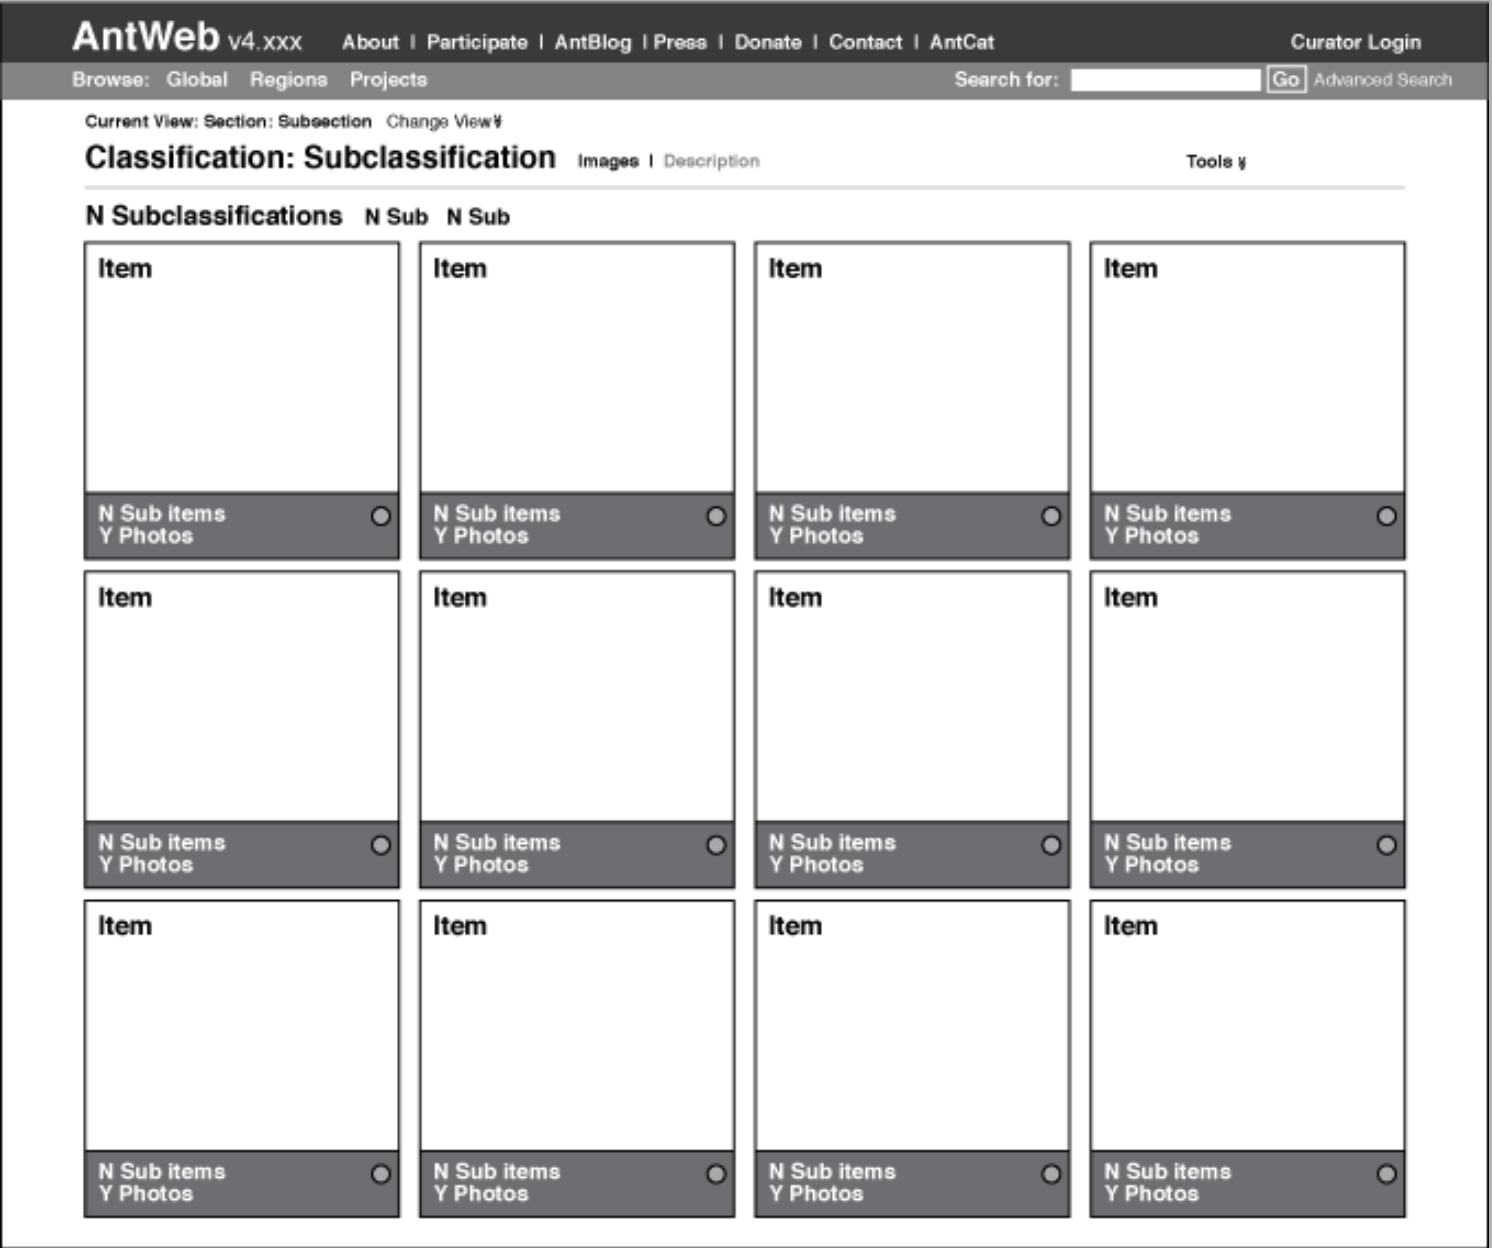 AntWeb v4.xxx About | Participate | AntBlog | Press | Donate | Contact | AntCat Curator Login
Browse: Global Regions Projects Search for: Go Advanced Search
Current View: Section: Subsection Change View
Classification: Subclassification Images | Description Tools
N Subclassifications N Sub N Sub
Item Item Item Item
N Sub items N Sub items N Sub items N Sub items
Y Photos Y Photos Y Photos Y Photos
Item Item Item Item
N Sub items N Sub items N Sub items N Sub items
Y Photos Y Photos Y Photos Y Photos
Item Item Item Item
N Sub items N Sub items N Sub items N Sub items
Y Photos Y Photos Y Photos Y Photos